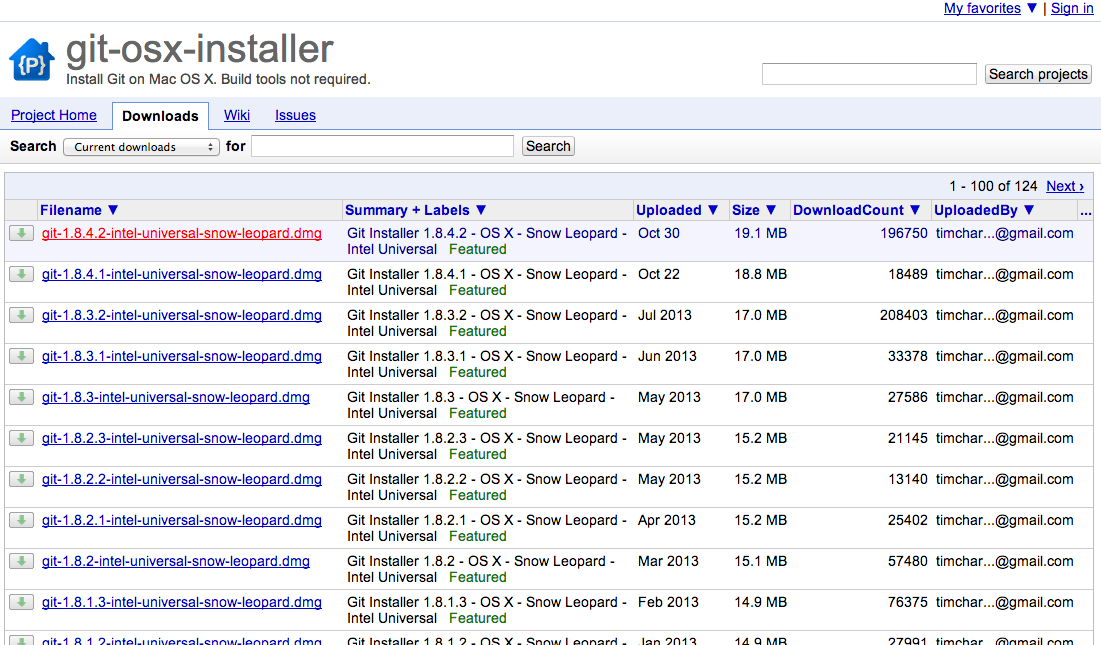 My favorites ▼ | Sign in
{P}
git-osx-installer
Install Git on Mac OS X. Build tools not required.
Search projects
Project Home Downloads Wiki Issues
Search Current downloads for Search
1 - 100 of 124 Next ›
Filename ▼ Summary + Labels ▼ Uploaded ▼ Size ▼ DownloadCount ▼ UploadedBy ▼ ...
git-1.8.4.2-intel-universal-snow-leopard.dmg Git Installer 1.8.4.2 - OS X - Snow Leopard - Oct 30 19.1 MB 196750 timchar...@gmail.com
Intel Universal Featured
git-1.8.4.1-intel-universal-snow-leopard.dmg Git Installer 1.8.4.1 - OS X - Snow Leopard - Oct 22 18.8 MB 18489 timchar...@gmail.com
Intel Universal Featured
git-1.8.3.2-intel-universal-snow-leopard.dmg Git Installer 1.8.3.2 - OS X - Snow Leopard - Jul 2013 17.0 MB 208403 timchar...@gmail.com
Intel Universal Featured
git-1.8.3.1-intel-universal-snow-leopard.dmg Git Installer 1.8.3.1 - OS X - Snow Leopard - Jun 2013 17.0 MB 33378 timchar...@gmail.com
Intel Universal Featured
git-1.8.3-intel-universal-snow-leopard.dmg Git Installer 1.8.3 - OS X - Snow Leopard - May 2013 17.0 MB 27586 timchar...@gmail.com
Intel Universal Featured
git-1.8.2.3-intel-universal-snow-leopard.dmg Git Installer 1.8.2.3 - OS X - Snow Leopard - May 2013 15.2 MB 21145 timchar...@gmail.com
Intel Universal Featured
git-1.8.2.2-intel-universal-snow-leopard.dmg Git Installer 1.8.2.2 - OS X - Snow Leopard - May 2013 15.2 MB 13140 timchar...@gmail.com
Intel Universal Featured
git-1.8.2.1-intel-universal-snow-leopard.dmg Git Installer 1.8.2.1 - OS X - Snow Leopard - Apr 2013 15.2 MB 25402 timchar...@gmail.com
Intel Universal Featured
git-1.8.2-intel-universal-snow-leopard.dmg Git Installer 1.8.2 - OS X - Snow Leopard - Mar 2013 15.1 MB 57480 timchar...@gmail.com
Intel Universal Featured
git-1.8.1.3-intel-universal-snow-leopard.dmg Git Installer 1.8.1.3 - OS X - Snow Leopard - Feb 2013 14.9 MB 76375 timchar...@gmail.com
Intel Universal Featured
git-1.8.1.2-intel-universal-snow-leopard.dmg Git Installer 1.8.1.2 - OS X - Snow Leopard - Jan 2013 14.9 MB 27991 timchar...@gmail.com